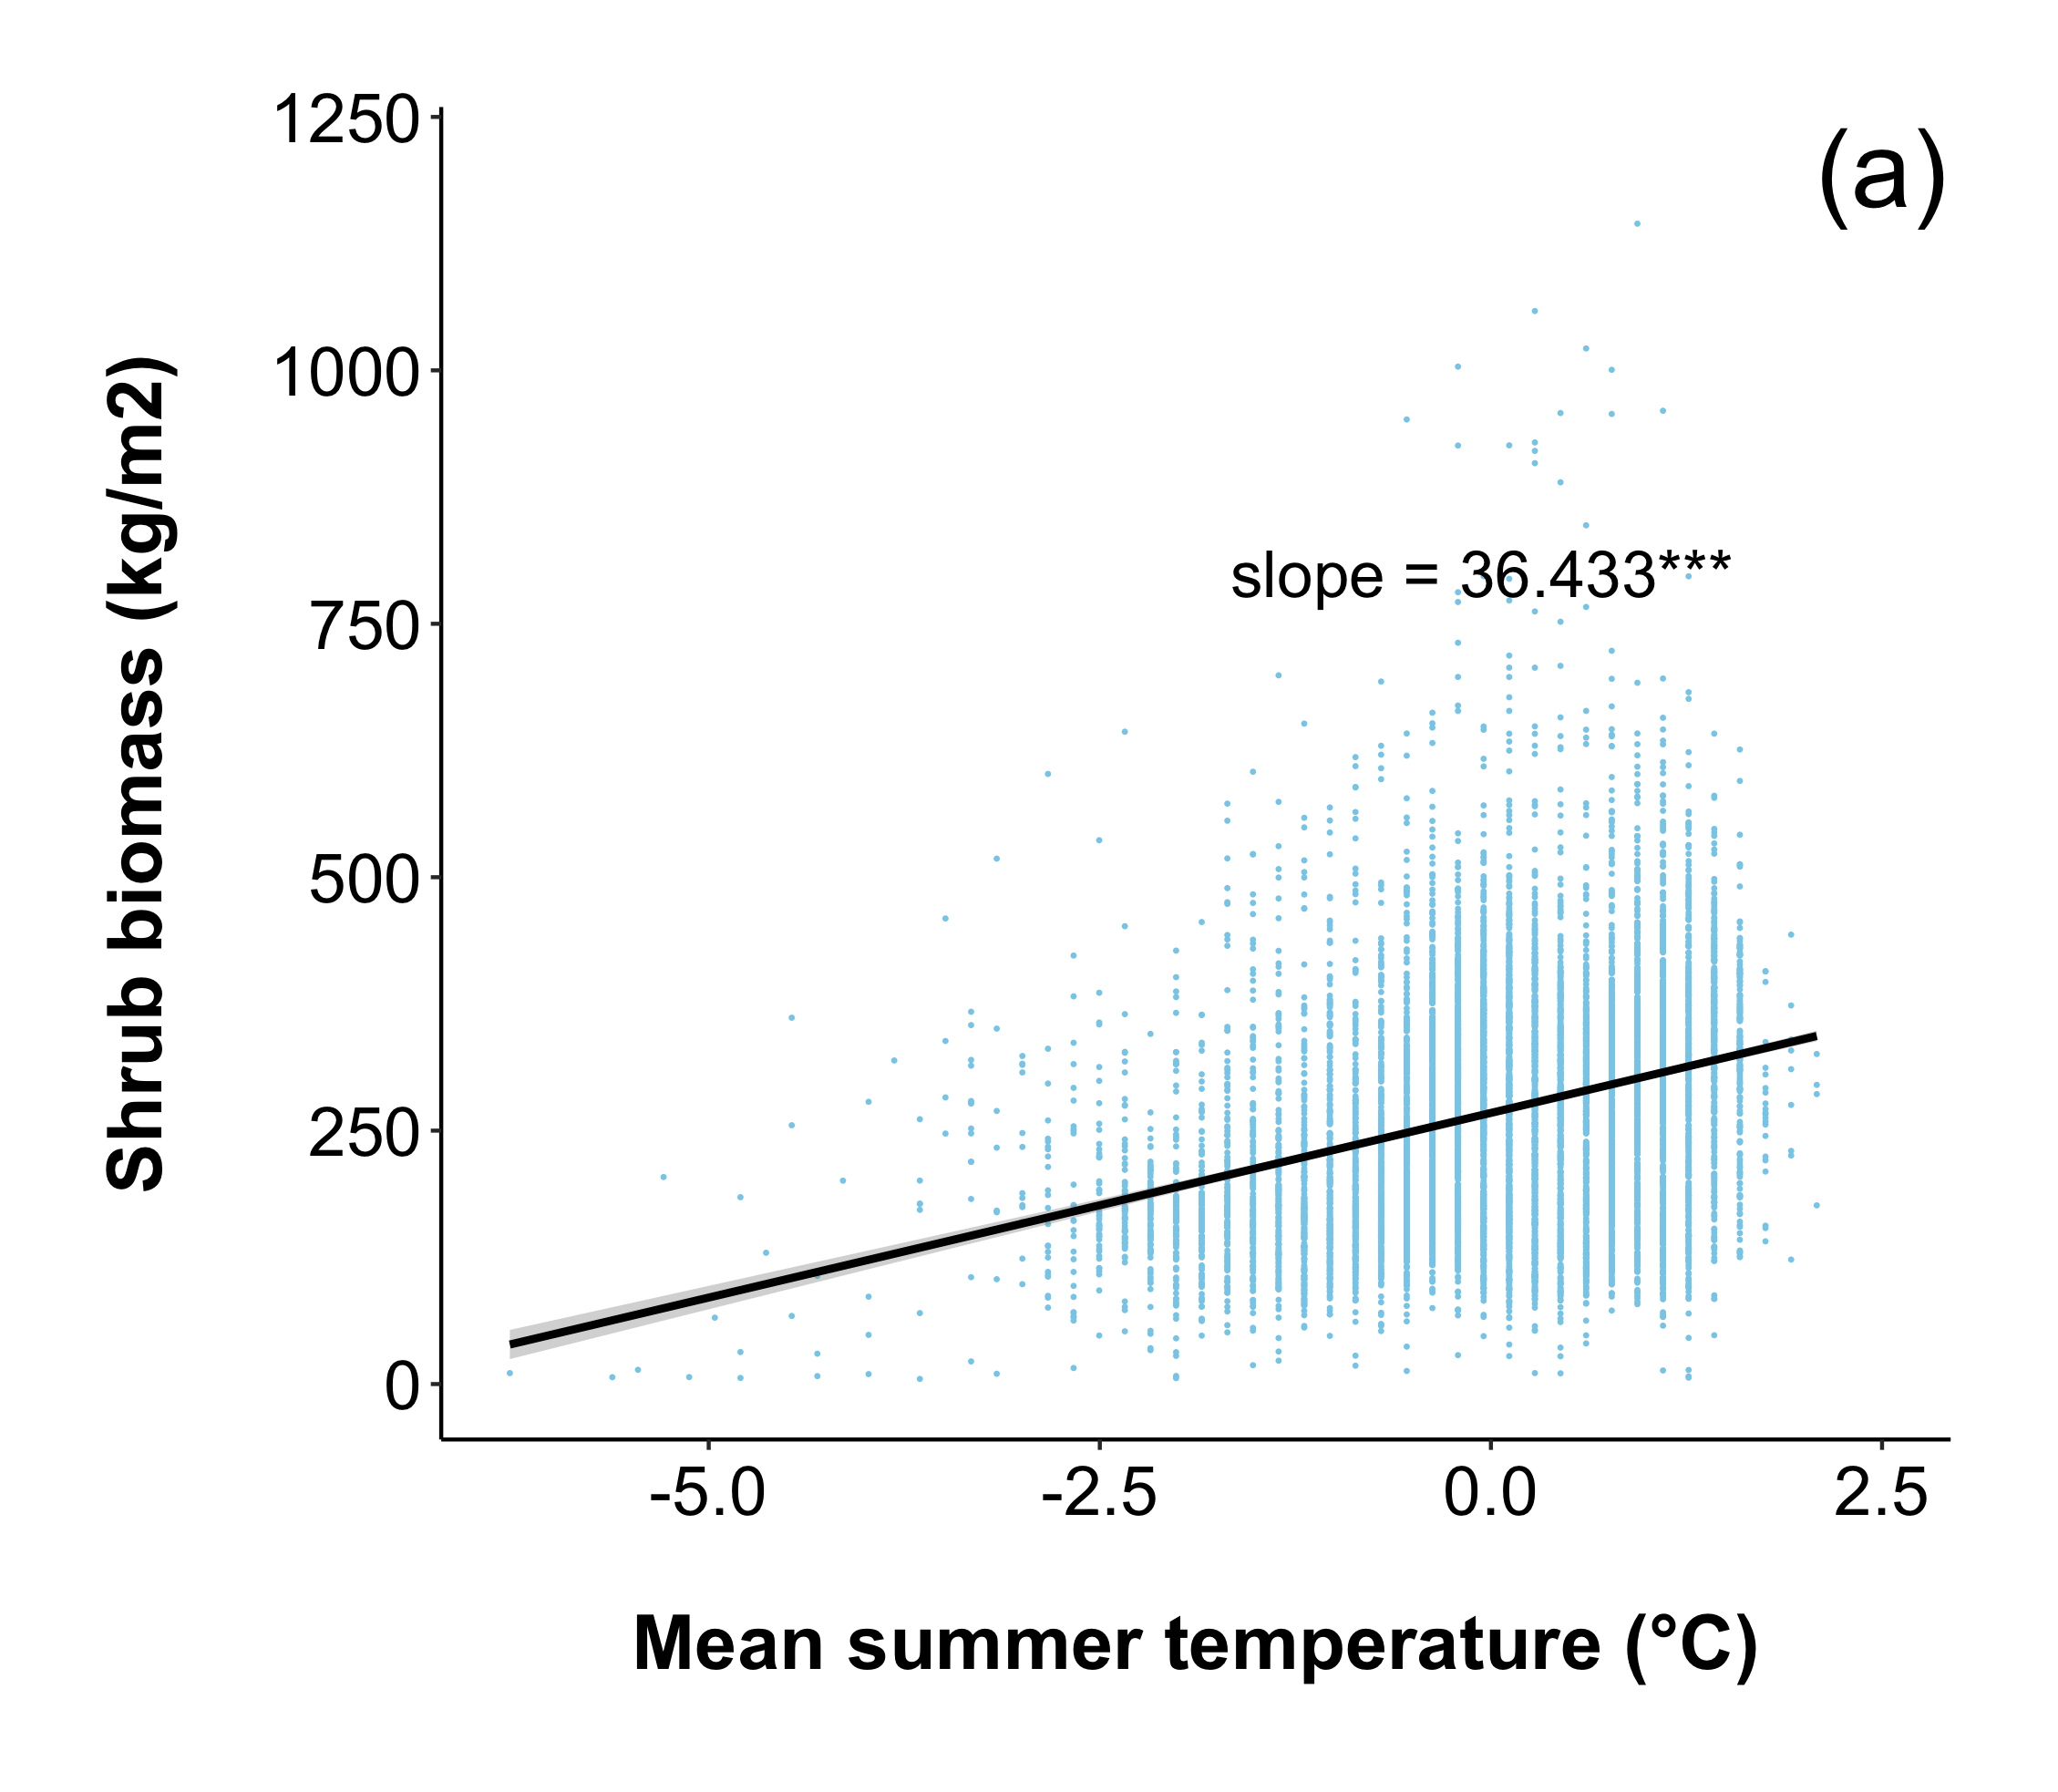 (a)
slope = 36.433***
Shrub biomass (kg/m2)
1250
1000
750
500
250
0
-5.0 -2.5 0.0 2.5
Mean summer temperature (°C)